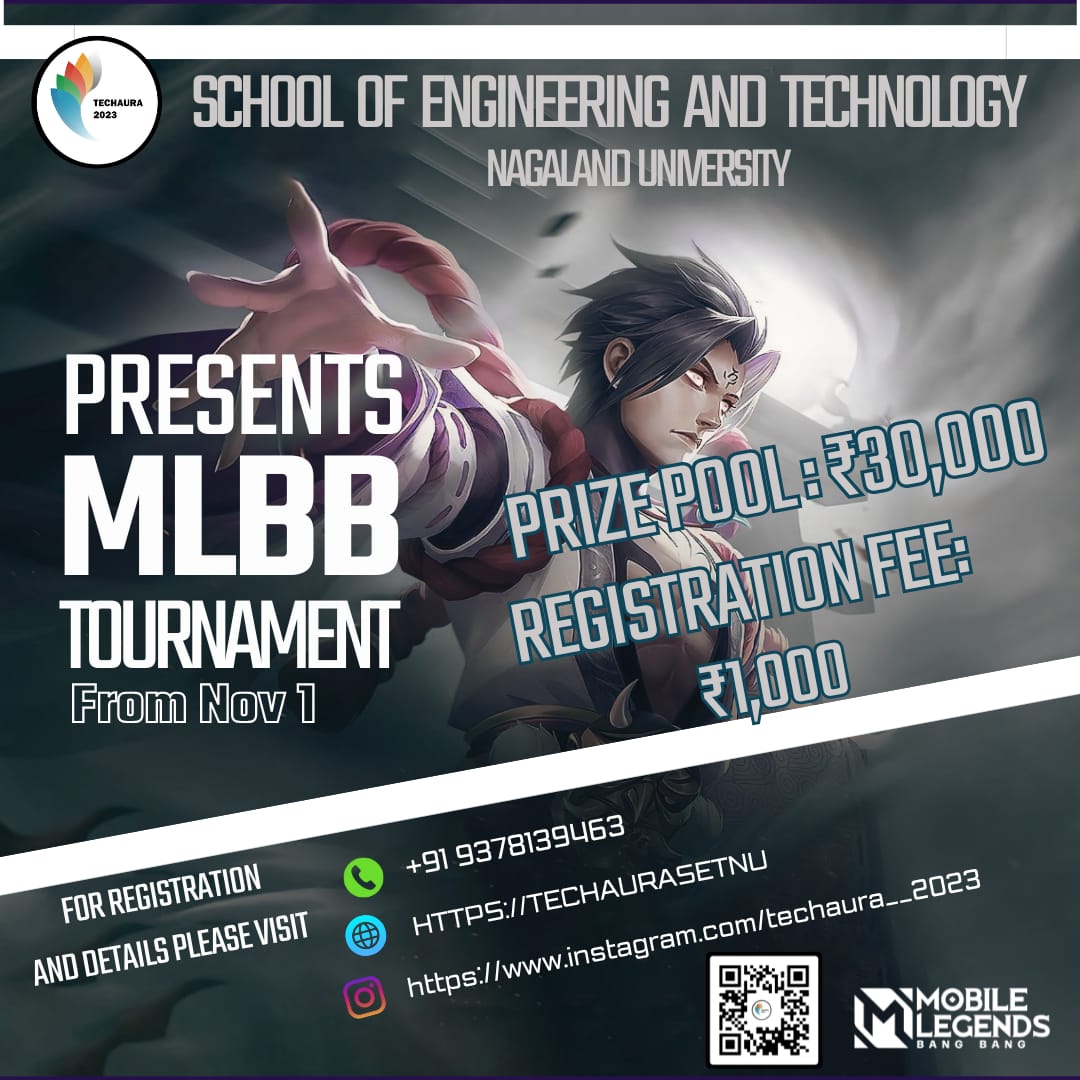 TECHAURA
2023
SCHOOL OF ENGINEERING AND TECHNOLOGY
NAGALAND UNIVERSITY
PRESENTS
MLBB
TOURNAMENT
From Nov 1
PRIZE POOL : ₹30,000
REGISTRATION FEE:
₹1,000
FOR REGISTRATION
AND DETAILS PLEASE VISIT
+91 9378139463
HTTPS://TECHAURASETNU
https://www.instagram.com/techaura__2023
MOBILE
LEGENDS
BANG BANG